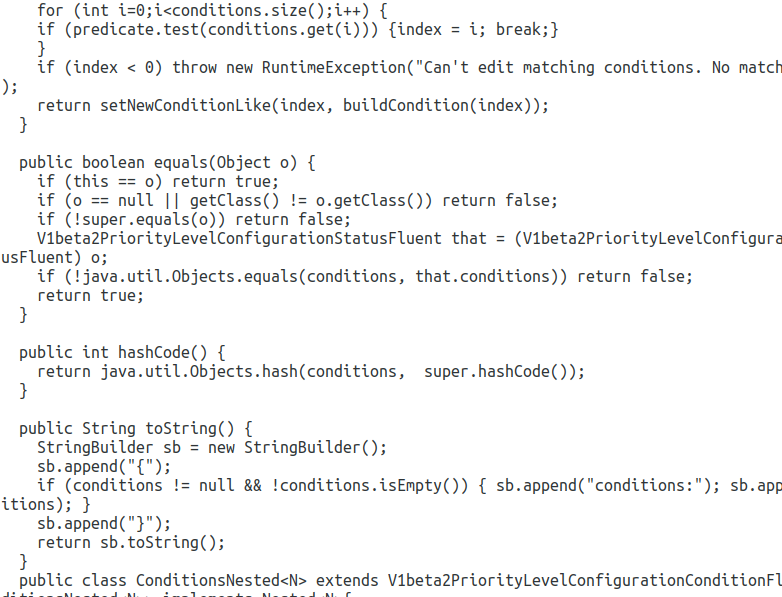 for (int i=0;i<conditions.size();i++) {
if (predicate.test(conditions.get(i))) {index = i; break;}
}
if (index < 0) throw new RuntimeException("Can't edit matching conditions. No match
);
return setNewConditionLike(index, buildCondition(index));
}
public boolean equals(Object o) {
if (this == o) return true;
if (o == null || getClass() != o.getClass()) return false;
if (!super.equals(o)) return false;
V1beta2PriorityLevelConfigurationStatusFluent that = (V1beta2PriorityLevelConfigura
usFluent) o;
if (!java.util.Objects.equals(conditions, that.conditions)) return false;
return true;
}
public int hashCode() {
return java.util.Objects.hash(conditions,  super.hashCode());
}
public String toString() {
StringBuilder sb = new StringBuilder();
sb.append("{");
if (conditions != null && !conditions.isEmpty()) { sb.append("conditions:"); sb.app
itions); }
sb.append("}");
return sb.toString();
}
public class ConditionsNested<N> extends V1beta2PriorityLevelConfigurationConditionFl
ditionsNested<N>> implements Nested<N>{